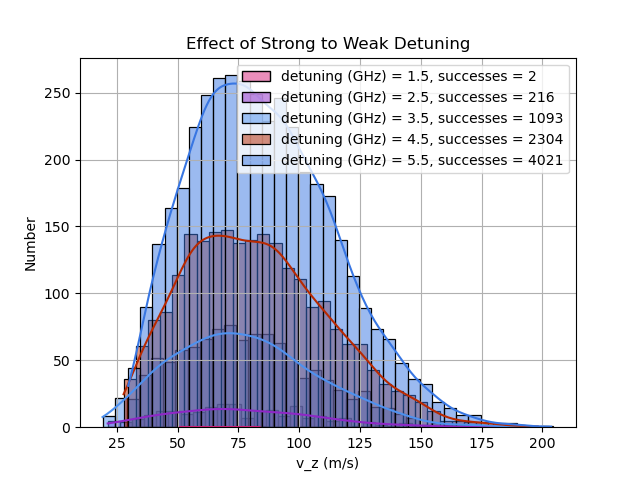 Effect of Strong to Weak Detuning
detuning (GHz) = 1.5, successes = 2
detuning (GHz) = 2.5, successes = 216
detuning (GHz) = 3.5, successes = 1093
detuning (GHz) = 4.5, successes = 2304
detuning (GHz) = 5.5, successes = 4021
250
200
150
100
50
0
Number
25 50 75 100 125 150 175 200
v_z (m/s)